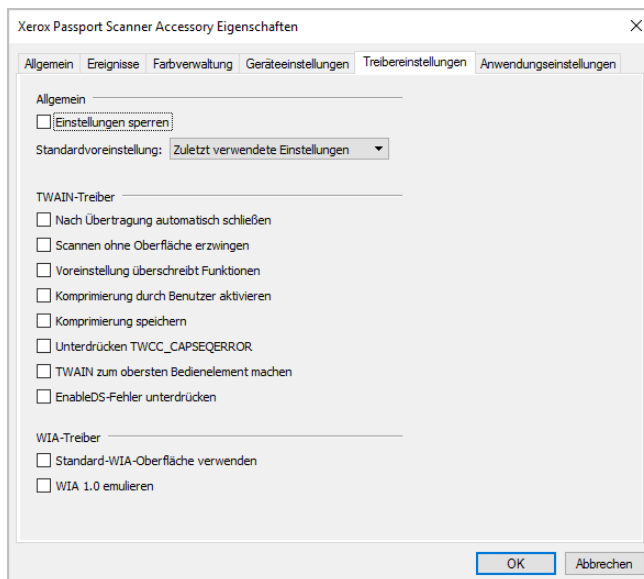 Xerox Passport Scanner Accessory Eigenschaften
Allgemein Ereignisse Farbverwaltung Geräteeinstellungen Treibereinstellungen Anwendungseinstellungen
Allgemein
Einstellungen sperren
Standardvoreinstellung: Zuletzt verwendete Einstellungen
TWAIN-Treiber
Nach Übertragung automatisch schließen
Scannen ohne Oberfläche erzwingen
Voreinstellung überschreibt Funktionen
Komprimierung durch Benutzer aktivieren
Komprimierung speichern
Unterdrücken TWCC_CAPSEQERROR
TWAIN zum obersten Bedienelement machen
EnableDS-Fehler unterdrücken
WIA-Treiber
Standard-WIA-Oberfläche verwenden
WIA 1.0 emulieren
OK Abbrechen